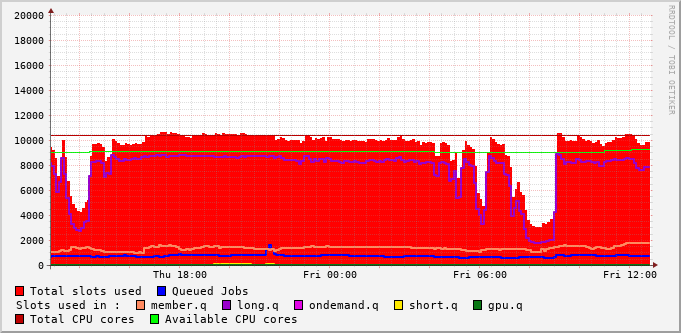 20000
18000
16000
14000
12000
10000
8000
6000
4000
2000
0
Thu 18:00 Fri 00:00 Fri 06:00 Fri 12:00
RRDTOOL / TOBI OETIKER
Total slots used Queued Jobs
Slots used in : member.q long.q ondemand.q short.q gpu.q
Total CPU cores Available CPU cores